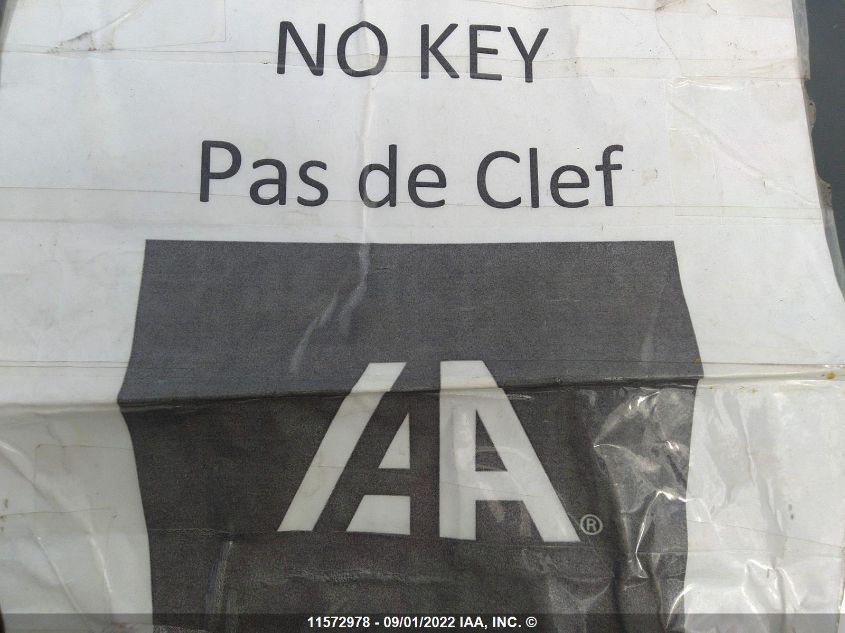 NO KEY
Pas de Clef
IAA®
11572978 - 09/01/2022 IAA, INC. ©